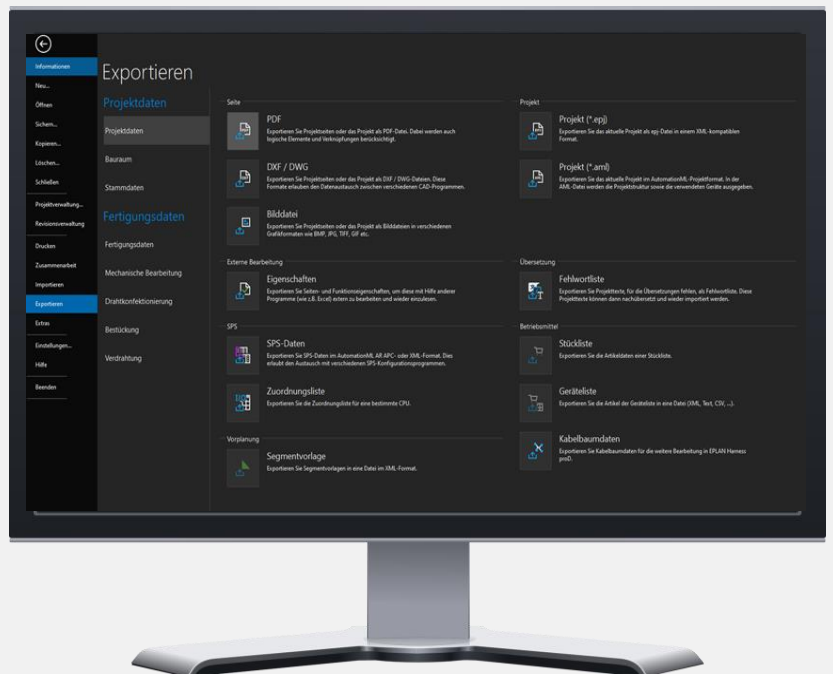 Informationen
Neu...
Öffnen
Sichern...
Kopieren...
Löschen...
Schließen
Projektverwaltung...
Revisionsverwaltung
Drucken
Zusammenarbeit
Importieren
Exportieren
Extras
Einstellungen...
Hilfe
Beenden
Exportieren
Projektdaten
Projektdaten
Bauraum
Stammdaten
Fertigungsdaten
Fertigungsdaten
Mechanische Bearbeitung
Drahtkonfektionierung
Bestückung
Verdrahtung
Seite
PDF
Exportieren Sie Projektseiten oder das Projekt als PDF-Datei. Dabei werden auch
logische Elemente und Verknüpfungen berücksichtigt.
DXF / DWG
Exportieren Sie Projektseiten oder das Projekt als DXF / DWG-Dateien. Diese
Formate erlauben den Datenaustausch zwischen verschiedenen CAD-Programmen.
Bilddatei
Exportieren Sie Projektseiten oder das Projekt als Bilddateien in verschiedenen
Grafikformaten wie BMP, JPG, TIFF, GIF etc.
Externe Bearbeitung
Eigenschaften
Exportieren Sie Seiten- und Funktionseigenschaften, um diese mit Hilfe anderer
Programme (wie z.B. Excel) extern zu bearbeiten und wieder einzulesen.
SPS
SPS-Daten
Exportieren Sie SPS-Daten im AutomationML AR APC- oder XML-Format. Dies
erlaubt den Austausch mit verschiedenen SPS-Konfigurationsprogrammen.
Zuordnungsliste
Exportieren Sie die Zuordnungsliste für eine bestimmte CPU.
Vorplanung
Segmentvorlage
Exportieren Sie Segmentvorlagen in eine Datei im XML-Format.
Projekt
Projekt (*.epj)
Exportieren Sie das aktuelle Projekt als epj-Datei in einem XML-kompatiblen
Format.
Projekt (*.aml)
Exportieren Sie das aktuelle Projekt im AutomationML-Projektformat. In der
AML-Datei werden die Projektstruktur sowie die verwendeten Geräte ausgegeben.
Übersetzung
Fehlwortliste
Exportieren Sie Projekttexte, für die Übersetzungen fehlen, als Fehlwortliste. Diese
Projekttexte können dann nachübersetzt und wieder importiert werden.
Betriebsmittel
Stückliste
Exportieren Sie die Artikeldaten einer Stückliste.
Geräteliste
Exportieren Sie die Artikel der Geräteliste in eine Datei (XML, Text, CSV, ...).
Kabelbaumdaten
Exportieren Sie Kabelbaumdaten für die weitere Bearbeitung in EPLAN Harness
proD.